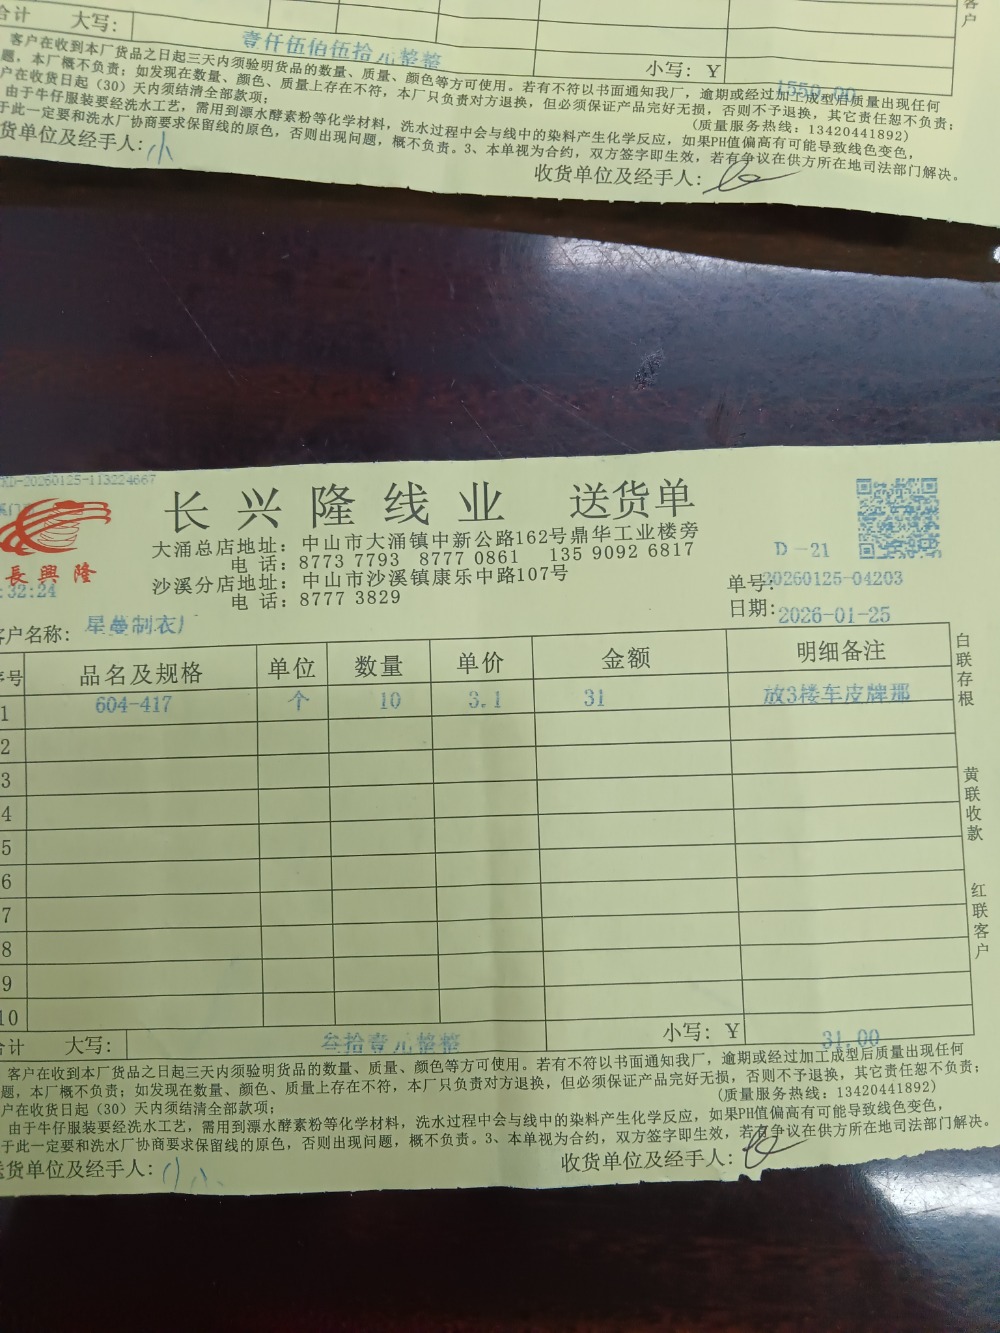 合计 大写： 壹仟伍佰伍拾元整整 小写：Y 1550.00
客户
客户在收到本厂货品之日起三天内须验明货品的数量、质量、颜色等方可使用。若有不符以书面通知我厂，逾期或经过加工成型后质量出现任何
题，本厂概不负责；如发现在数量、颜色、质量上存在不符，本厂只负责对方退换，但必须保证产品完好无损，否则不予退换，其它责任恕不负责；
户在收货日起（30）天内须结清全部款项； (质量服务热线：13420441892)
由于牛仔服装要经洗水工艺，需用到漂水酵素粉等化学材料，洗水过程中会与线中的染料产生化学反应，如果PH值偏高有可能导致线色变色，
于此一定要和洗水厂协商要求保留线的原色，否则出现问题，概不负责。3、本单视为合约，双方签字即生效，若有争议在供方所在地司法部门解决。
货单位及经手人：小 收货单位及经手人：
-20260125-113224667
長興隆
:32:24
长兴隆线业 送货单
大涌总店地址：中山市大涌镇中新公路162号鼎华工业楼旁
电 话：8773 7793 8777 0861 135 9092 6817
沙溪分店地址：中山市沙溪镇康乐中路107号
电 话：8777 3829
D-21
单号：20260125-04203
日期：2026-01-25
客户名称：星蔓制衣厂
序号 品名及规格 单位 数量 单价 金额 明细备注
1 604-417 个 10 3.1 31 放3楼车皮牌那
2
3
4
5
6
7
8
9
10
合计 大写： 叁拾壹元整整 小写：Y 31.00
白联存根
黄联收款
红联客户
客户在收到本厂货品之日起三天内须验明货品的数量、质量、颜色等方可使用。若有不符以书面通知我厂，逾期或经过加工成型后质量出现任何
题，本厂概不负责；如发现在数量、颜色、质量上存在不符，本厂只负责对方退换，但必须保证产品完好无损，否则不予退换，其它责任恕不负责；
户在收货日起（30）天内须结清全部款项； (质量服务热线：13420441892)
由于牛仔服装要经洗水工艺，需用到漂水酵素粉等化学材料，洗水过程中会与线中的染料产生化学反应，如果PH值偏高有可能导致线色变色，
于此一定要和洗水厂协商要求保留线的原色，否则出现问题，概不负责。3、本单视为合约，双方签字即生效，若有争议在供方所在地司法部门解决。
送货单位及经手人：小小 收货单位及经手人：